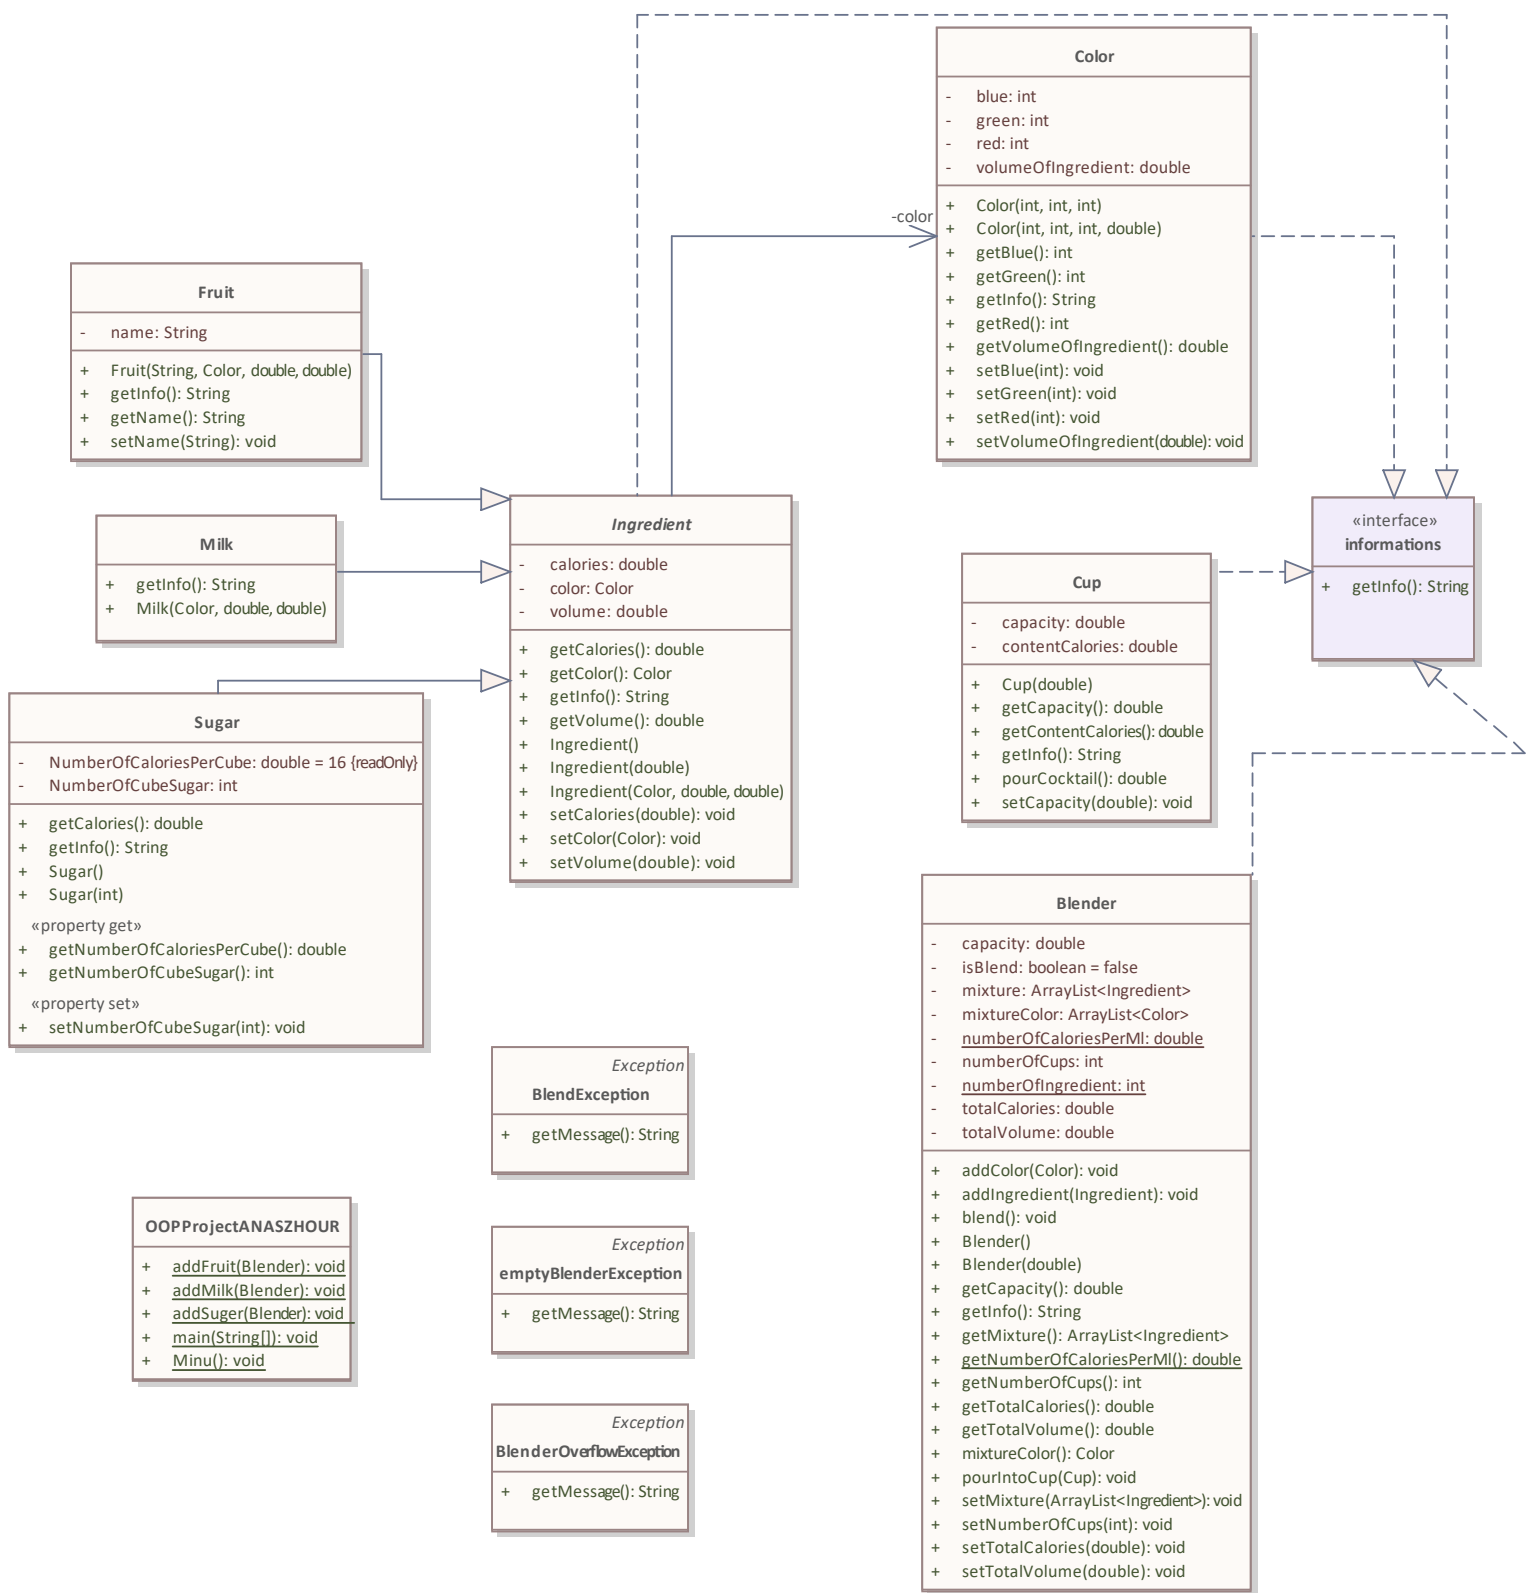 Color
- blue: int
- green: int
- red: int
- volumeOfIngredient: double
+ Color(int, int, int)
+ Color(int, int, int, double)
+ getBlue(): int
+ getGreen(): int
+ getInfo(): String
+ getRed(): int
+ getVolumeOfIngredient(): double
+ setBlue(int): void
+ setGreen(int): void
+ setRed(int): void
+ setVolumeOfIngredient(double): void
-color
Fruit
- name: String
+ Fruit(String, Color, double, double)
+ getInfo(): String
+ getName(): String
+ setName(String): void
Milk
+ getInfo(): String
+ Milk(Color, double, double)
Ingredient
- calories: double
- color: Color
- volume: double
+ getCalories(): double
+ getColor(): Color
+ getInfo(): String
+ getVolume(): double
+ Ingredient()
+ Ingredient(double)
+ Ingredient(Color, double, double)
+ setCalories(double): void
+ setColor(Color): void
+ setVolume(double): void
«interface»
informations
+ getInfo(): String
Cup
- capacity: double
- contentCalories: double
+ Cup(double)
+ getCapacity(): double
+ getContentCalories(): double
+ getInfo(): String
+ pourCocktail(): double
+ setCapacity(double): void
Sugar
- NumberOfCaloriesPerCube: double = 16 {readOnly}
- NumberOfCubeSugar: int
+ getCalories(): double
+ getInfo(): String
+ Sugar()
+ Sugar(int)
«property get»
+ getNumberOfCaloriesPerCube(): double
+ getNumberOfCubeSugar(): int
«property set»
+ setNumberOfCubeSugar(int): void
Blender
- capacity: double
- isBlend: boolean = false
- mixture: ArrayList<Ingredient>
- mixtureColor: ArrayList<Color>
- numberOfCaloriesPerMl: double
- numberOfCups: int
- numberOfIngredient: int
- totalCalories: double
- totalVolume: double
+ addColor(Color): void
+ addIngredient(Ingredient): void
+ blend(): void
+ Blender()
+ Blender(double)
+ getCapacity(): double
+ getInfo(): String
+ getMixture(): ArrayList<Ingredient>
+ getNumberOfCaloriesPerMl(): double
+ getNumberOfCups(): int
+ getTotalCalories(): double
+ getTotalVolume(): double
+ mixtureColor(): Color
+ pourIntoCup(Cup): void
+ setMixture(ArrayList<Ingredient>): void
+ setNumberOfCups(int): void
+ setTotalCalories(double): void
+ setTotalVolume(double): void
Exception
BlendException
+ getMessage(): String
OOPProjectANASZHOUR
+ addFruit(Blender): void
+ addMilk(Blender): void
+ addSuger(Blender): void
+ main(String[]): void
+ Minu(): void
Exception
emptyBlenderException
+ getMessage(): String
Exception
BlenderOverflowException
+ getMessage(): String